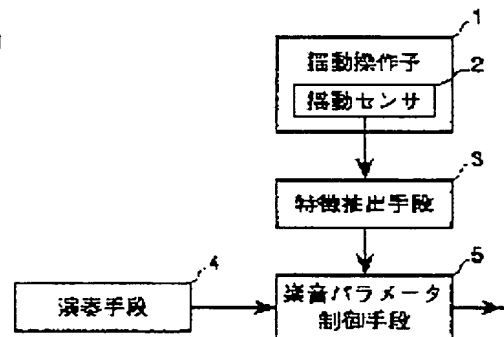 1
揺動操作子
2
揺動センサ
3
特徴抽出手段
4
演奏手段
5
楽音パラメータ
制御手段